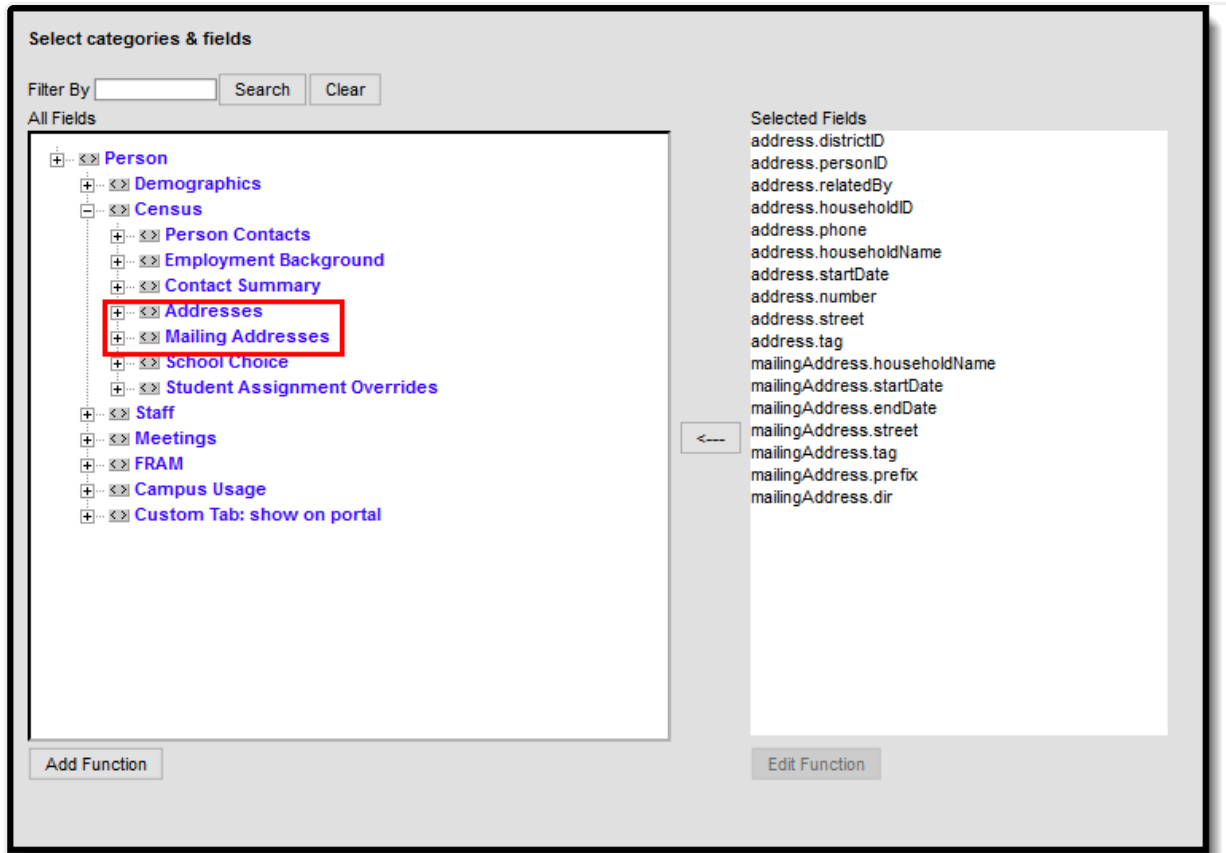 Select categories & fields
Filter By Search Clear
All Fields
Person
Demographics
Census
Person Contacts
Employment Background
Contact Summary
Addresses
Mailing Addresses
School Choice
Student Assignment Overrides
Staff
Meetings
FRAM
Campus Usage
Custom Tab: show on portal
Add Function
<---
Selected Fields
address.districtID
address.personID
address.relatedBy
address.householdID
address.phone
address.householdName
address.startDate
address.number
address.street
address.tag
mailingAddress.householdName
mailingAddress.startDate
mailingAddress.endDate
mailingAddress.street
mailingAddress.tag
mailingAddress.prefix
mailingAddress.dir
Edit Function